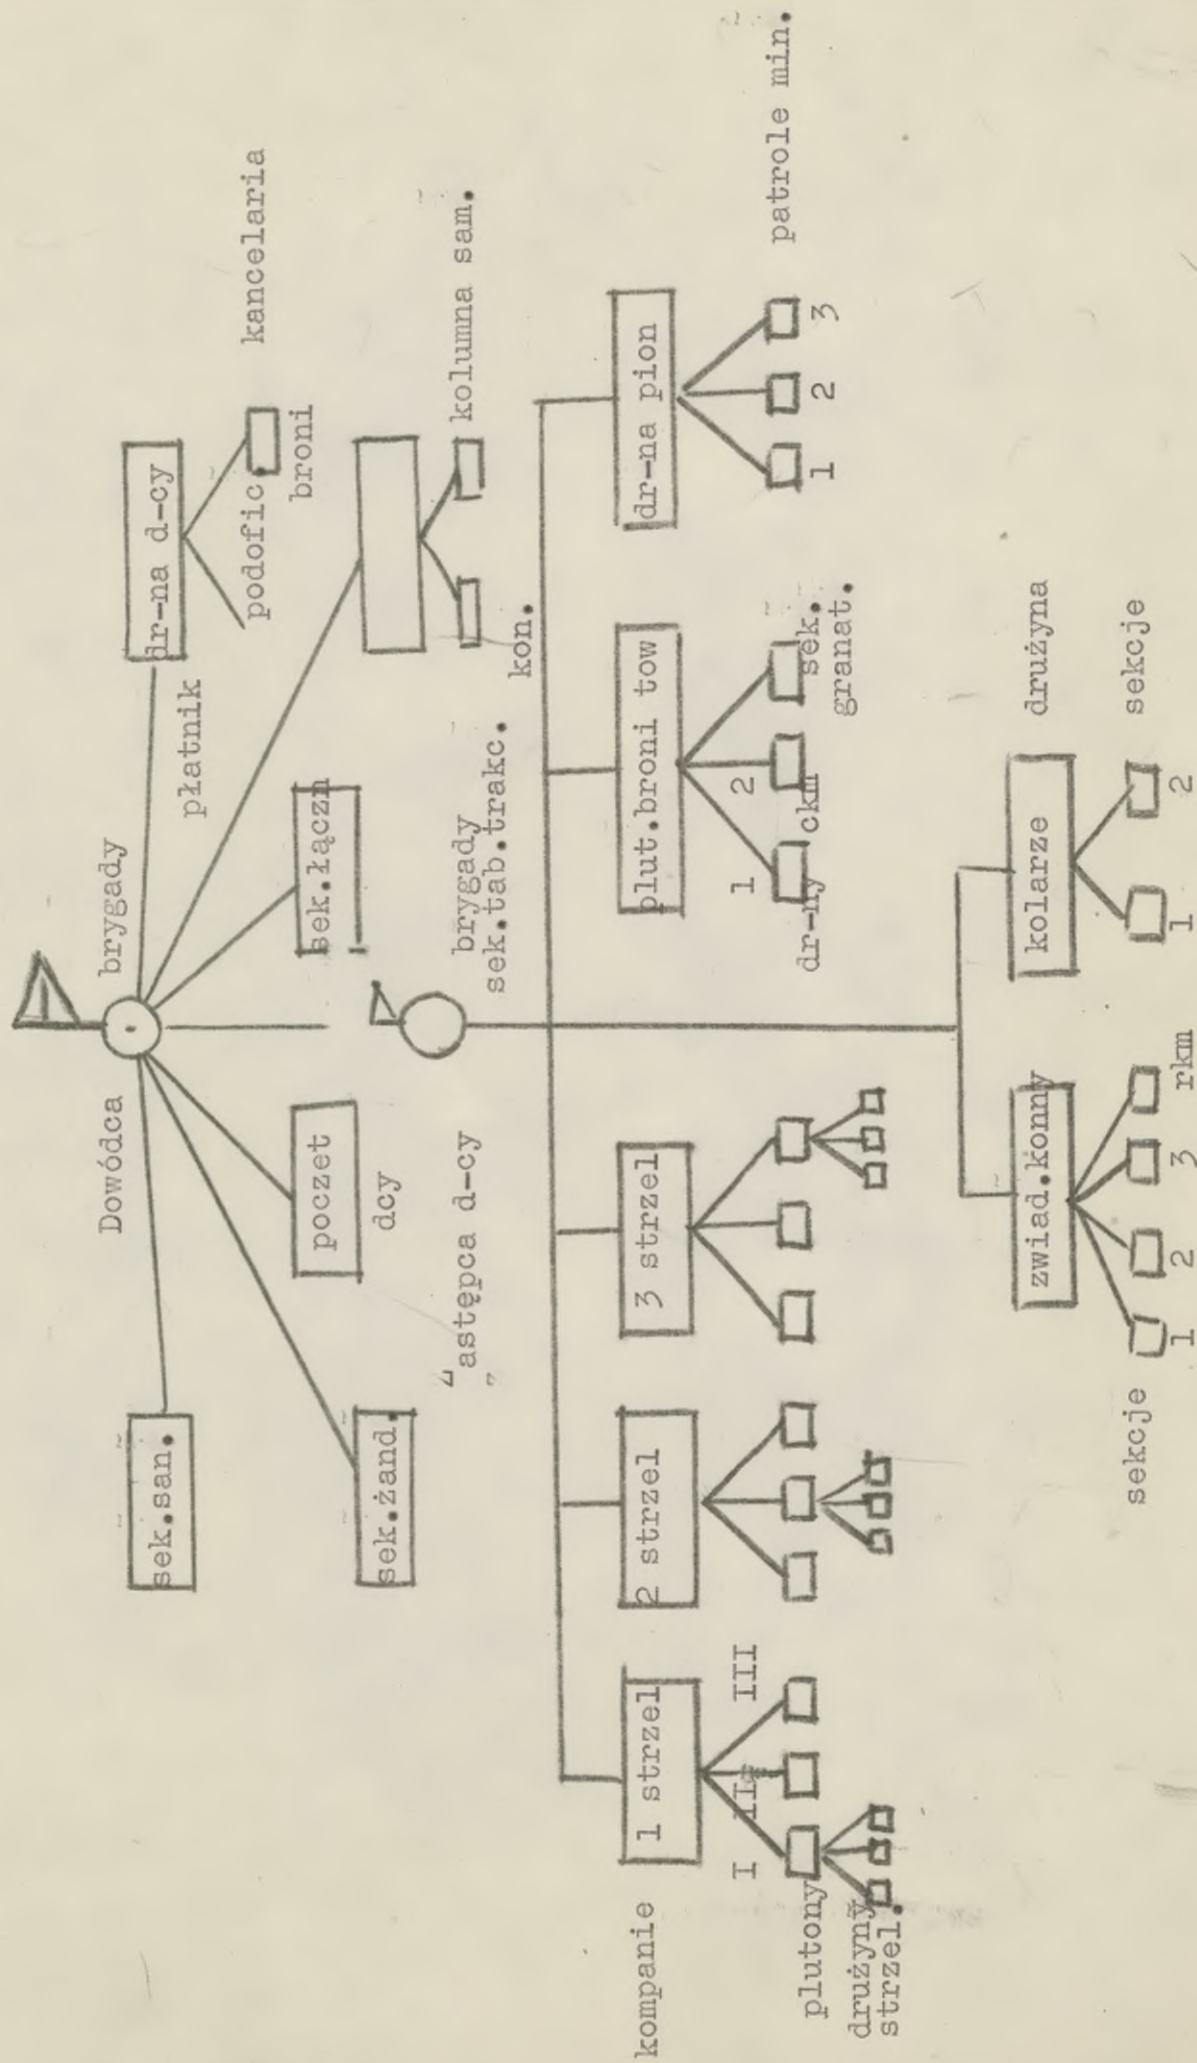 Dowódca brygady
sek.san.
dr-na d-cy
płatnik
podofic.
broni
kancelaria
poczet
dcy
sek.łączn
sek.żand.
kolumna sam.
kon.
astępca d-cy brygady
sek.tab.trakc.
kompanie
1 strzel
2 strzel
3 strzel
plut.broni tow
dr-na pion
I II III
1 2
plutony
dr-ny ckm
sek.
granat.
1 2 3
patrole min.
drużyny
strzel.
zwiad.konny
kolarze
drużyna
sekcje
1 2 3 rkm
1 2
sekcje